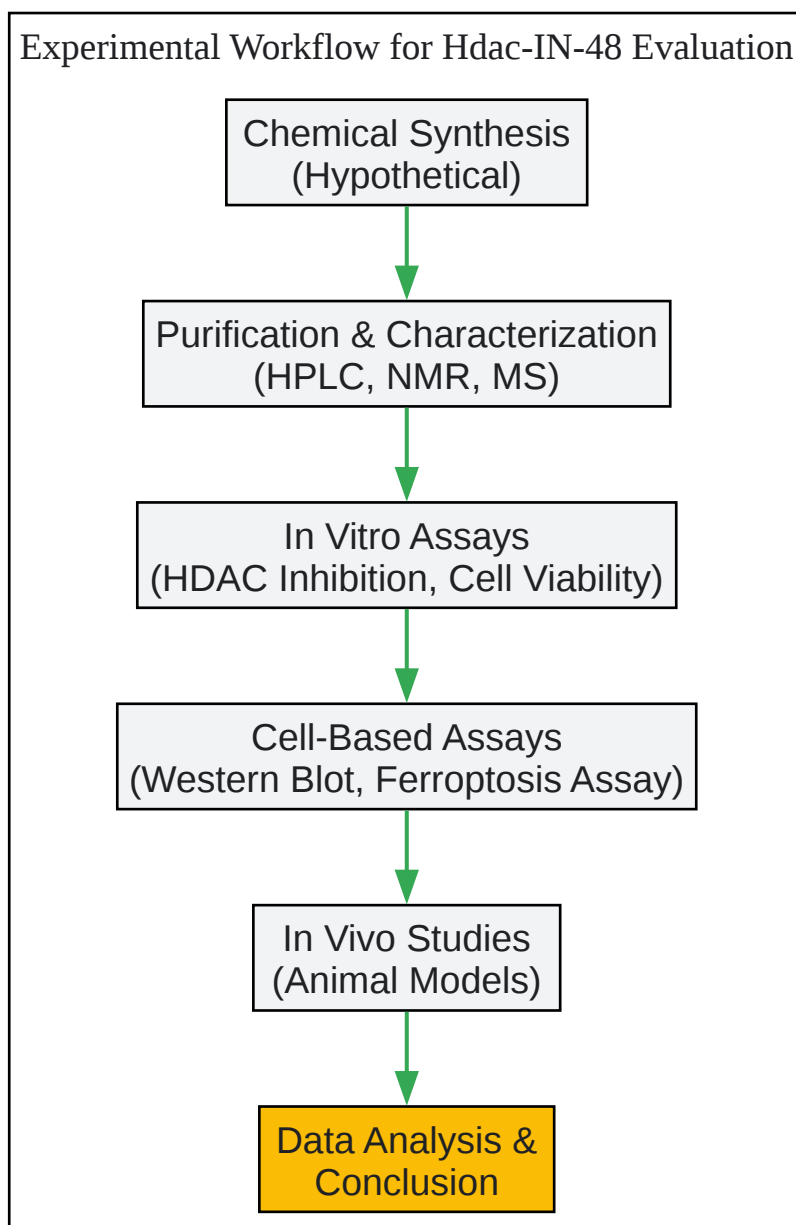 Experimental Workflow for Hdac-IN-48 Evaluation
Chemical Synthesis
(Hypothetical)
Purification & Characterization
(HPLC, NMR, MS)
In Vitro Assays
(HDAC Inhibition, Cell Viability)
Cell-Based Assays
(Western Blot, Ferroptosis Assay)
In Vivo Studies
(Animal Models)
Data Analysis &
Conclusion